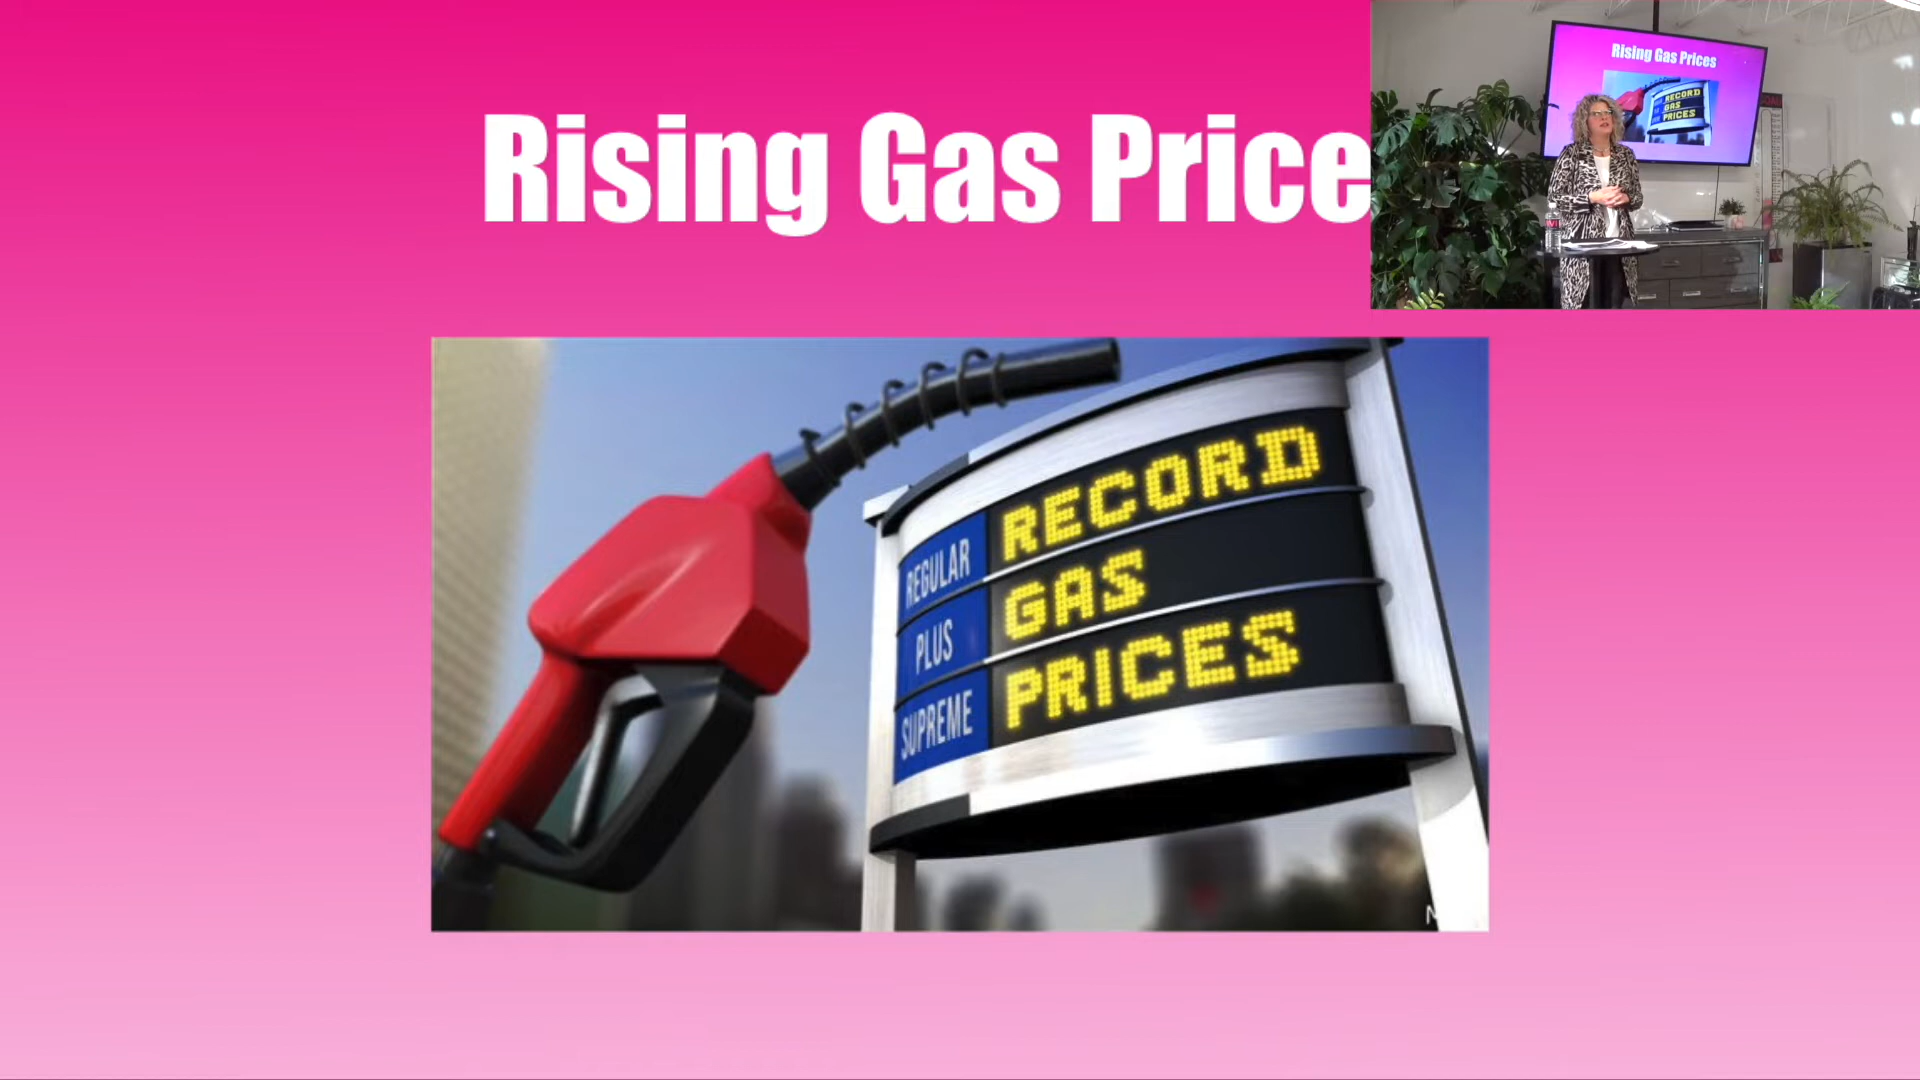 Rising Gas Price
Rising Gas Prices
RECORD
GAS
PRICES
REGULAR
RECORD
PLUS
GAS
SUPREME
PRICES